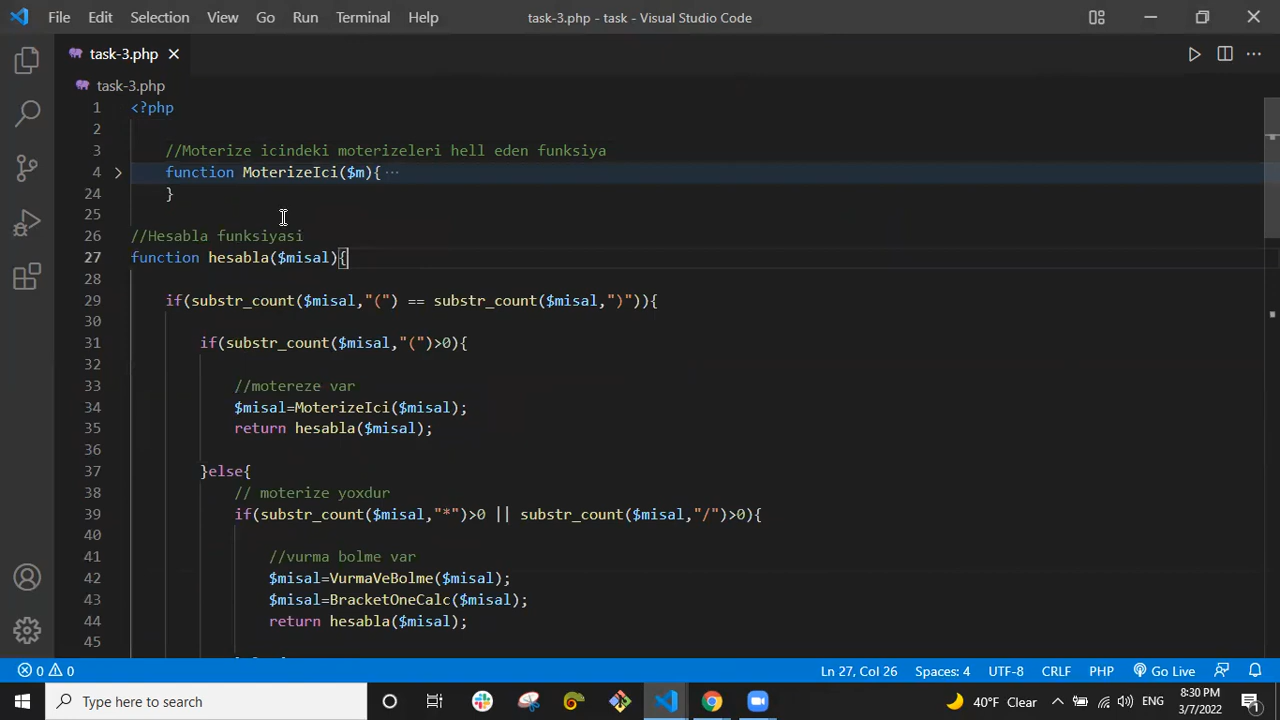 File Edit Selection View Go Run Terminal Help task-3.php - task - Visual Studio Code
task-3.php
task-3.php
1 <?php
2
3 //Moterize icindeki moterizeleri hell eden funksiya
4 function MoterizeIci($m){ ···
24 }
25
26 //Hesabla funksiyasi
27 function hesabla($misal){
28
29 if(substr_count($misal,"(") == substr_count($misal,")")){
30
31 if(substr_count($misal,"(")>0){
32
33 //motereze var
34 $misal=MoterizeIci($misal);
35 return hesabla($misal);
36
37 }else{
38 // moterize yoxdur
39 if(substr_count($misal,"*")>0 || substr_count($misal,"/")>0){
40
41 //vurma bolme var
42 $misal=VurmaVeBolme($misal);
43 $misal=BracketOneCalc($misal);
44 return hesabla($misal);
45
0 0 Ln 27, Col 26 Spaces: 4 UTF-8 CRLF PHP Go Live
Type here to search 40°F Clear ENG 8:30 PM
3/7/2022 1